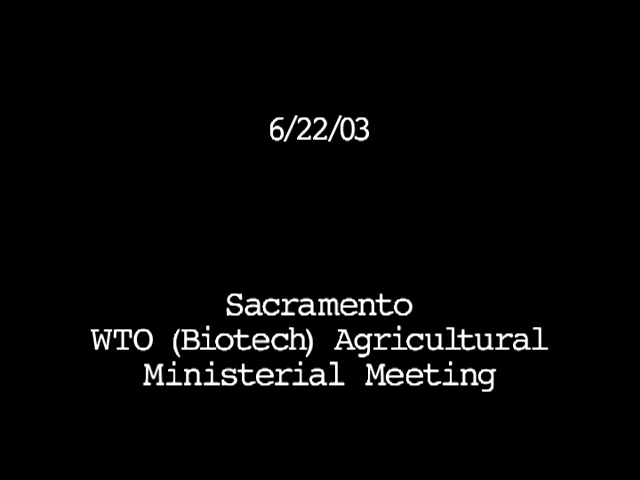 6/22/03
Sacramento
WTO (Biotech) Agricultural
Ministerial Meeting